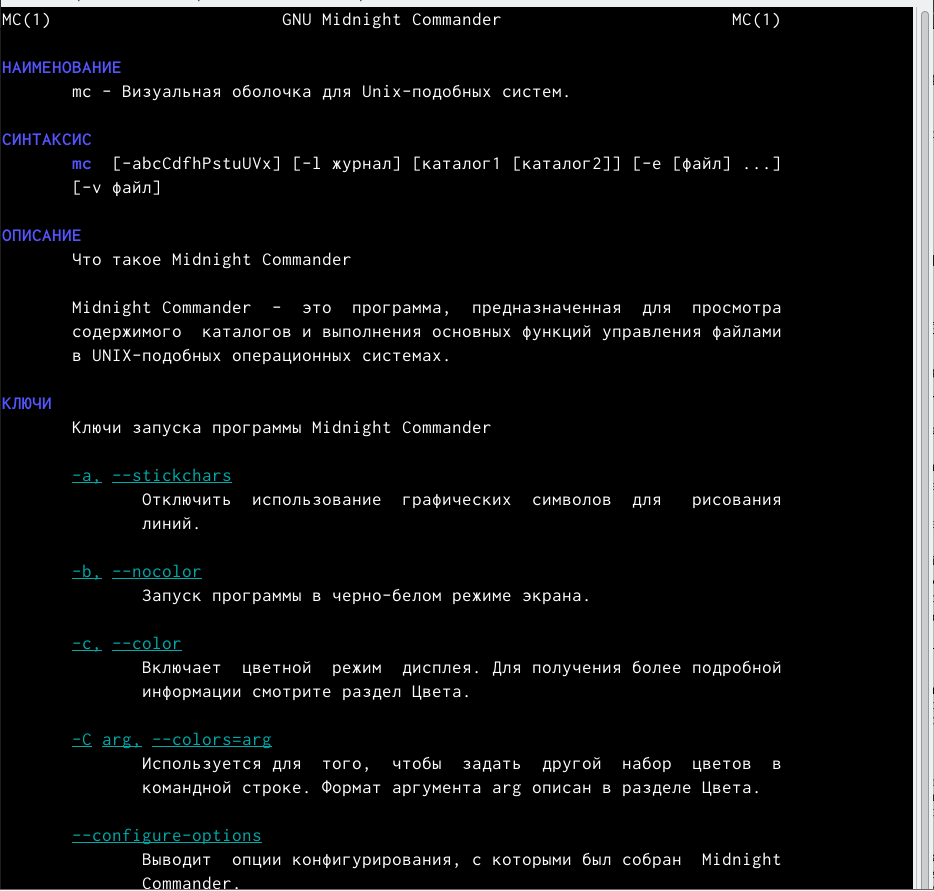 MC(1) GNU Midnight Commander MC(1)
НАИМЕНОВАНИЕ
mc - Визуальная оболочка для Unix-подобных систем.
СИНТАКСИС
mc [-abcCdfhPstuUVx] [-l журнал] [каталог1 [каталог2]] [-e [файл] ...]
[-v файл]
ОПИСАНИЕ
Что такое Midnight Commander
Midnight Commander - это программа, предназначенная для просмотра
содержимого каталогов и выполнения основных функций управления файлами
в UNIX-подобных операционных системах.
КЛЮЧИ
Ключи запуска программы Midnight Commander
-a, --stickchars
Отключить использование графических символов для рисования
линий.
-b, --nocolor
Запуск программы в черно-белом режиме экрана.
-c, --color
Включает цветной режим дисплея. Для получения более подробной
информации смотрите раздел Цвета.
-C arg, --colors=arg
Используется для того, чтобы задать другой набор цветов в
командной строке. Формат аргумента arg описан в разделе Цвета.
--configure-options
Выводит опции конфигурирования, с которыми был собран Midnight
Commander.